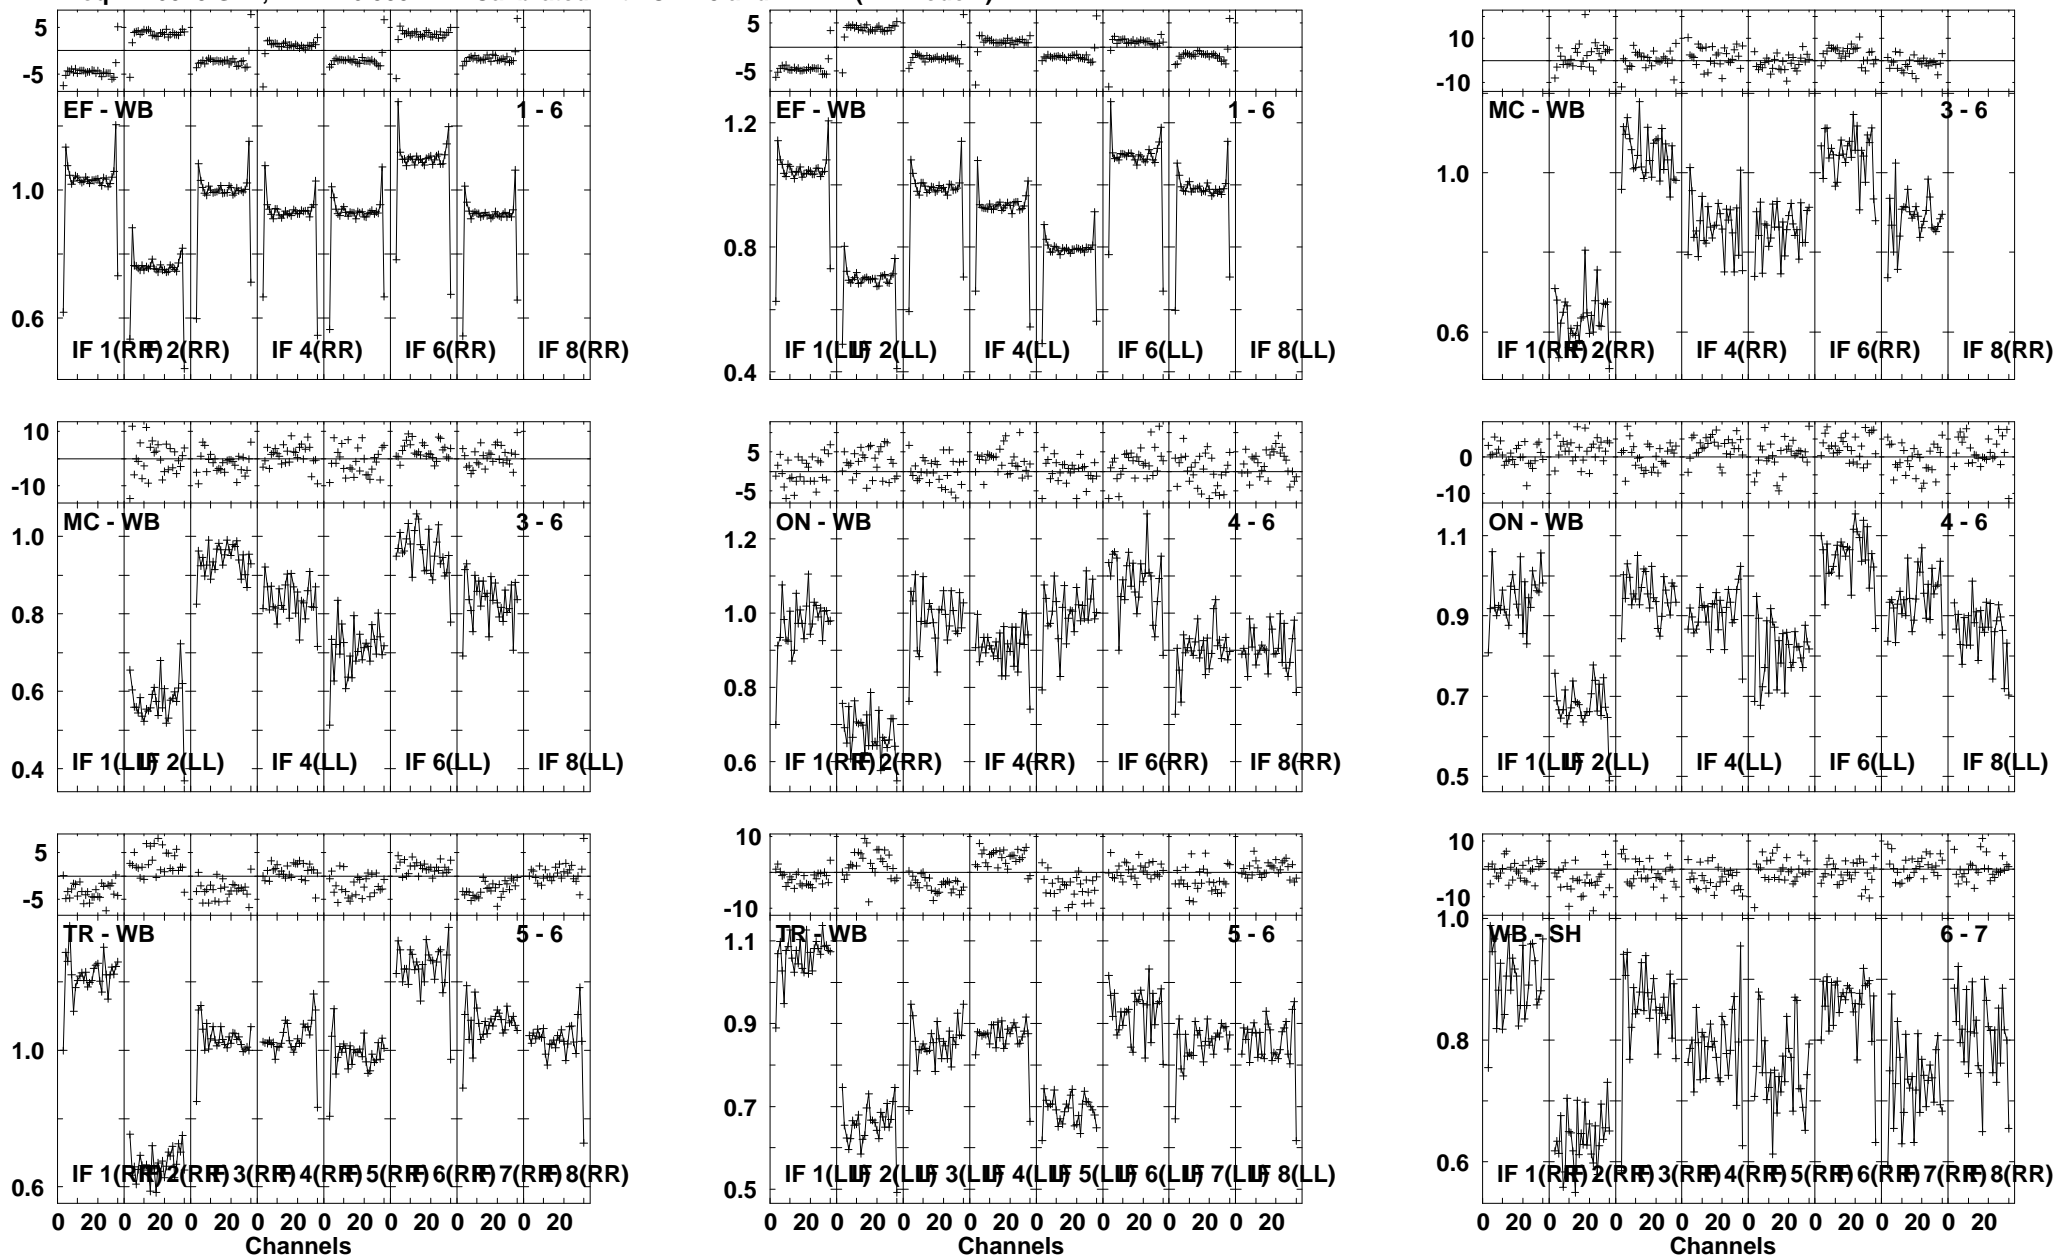 5
-5
EF - WB 1 - 6
1.0
0.6
IF 1(RR) IF 2(RR) IF 4(RR) IF 6(RR) IF 8(RR)
5
-5
EF - WB 1 - 6
1.2
0.8
0.4
IF 1(LL) IF 2(LL) IF 4(LL) IF 6(LL) IF 8(LL)
10
-10
MC - WB 3 - 6
1.0
0.6
IF 1(RR) IF 2(RR) IF 4(RR) IF 6(RR) IF 8(RR)
10
-10
MC - WB 3 - 6
1.0
0.8
0.6
0.4
IF 1(LL) IF 2(LL) IF 4(LL) IF 6(LL) IF 8(LL)
5
-5
ON - WB 4 - 6
1.2
1.0
0.8
0.6
IF 1(RR) IF 2(RR) IF 4(RR) IF 6(RR) IF 8(RR)
0
-10
ON - WB 4 - 6
1.1
0.9
0.7
0.5
IF 1(LL) IF 2(LL) IF 4(LL) IF 6(LL) IF 8(LL)
5
-5
TR - WB 5 - 6
1.0
0.6
IF 1(RR) IF 2(RR) IF 3(RR) IF 4(RR) IF 5(RR) IF 6(RR) IF 7(RR) IF 8(RR)
0 20 0 20 0 20 0 20 0 20 0 20 0 20 0 20
Channels
10
-10
TR - WB 5 - 6
1.1
0.9
0.7
0.5
IF 1(LL) IF 2(LL) IF 3(LL) IF 4(LL) IF 5(LL) IF 6(LL) IF 7(LL) IF 8(LL)
0 20 0 20 0 20 0 20 0 20 0 20 0 20 0 20
Channels
10
-10
WB - SH 6 - 7
1.0
0.8
0.6
IF 1(RR) IF 2(RR) IF 3(RR) IF 4(RR) IF 5(RR) IF 6(RR) IF 7(RR) IF 8(RR)
0 20 0 20 0 20 0 20 0 20 0 20 0 20 0 20
Channels